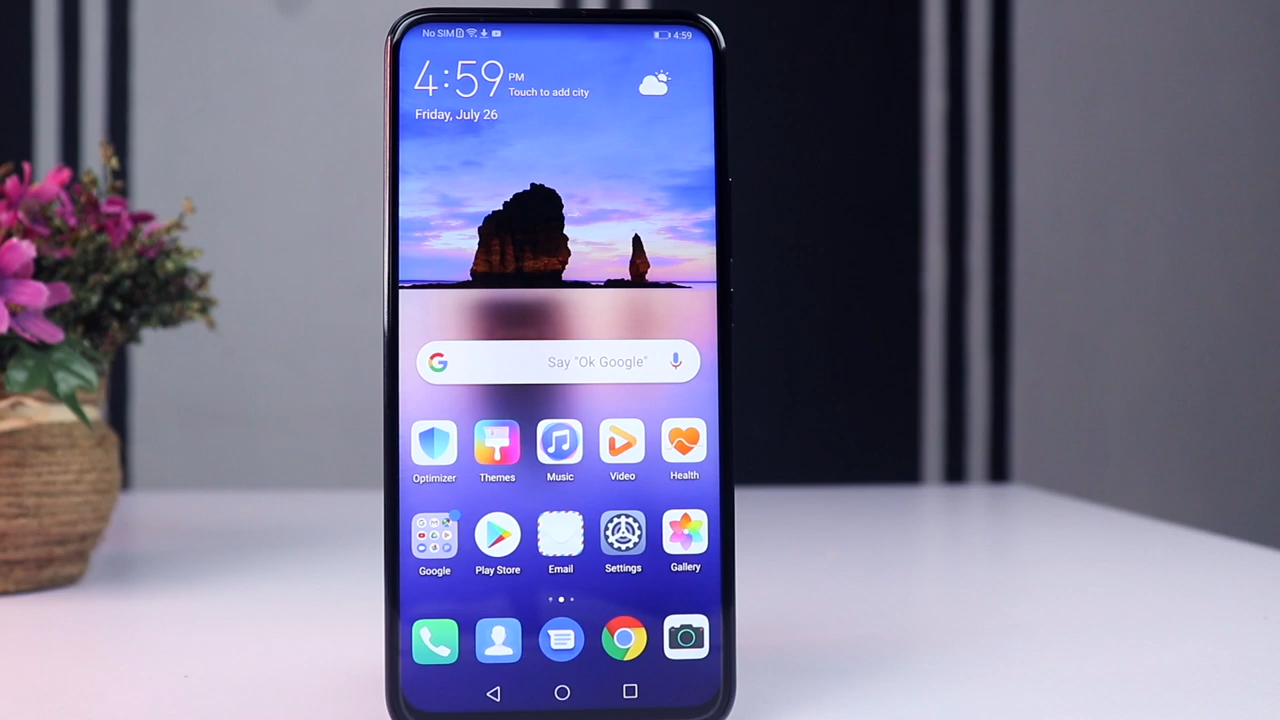 No SIM 4:59
4:59 PM
Touch to add city
Friday, July 26
Say "Ok Google"
Optimizer Themes Music Video Health
Google Play Store Email Settings Gallery